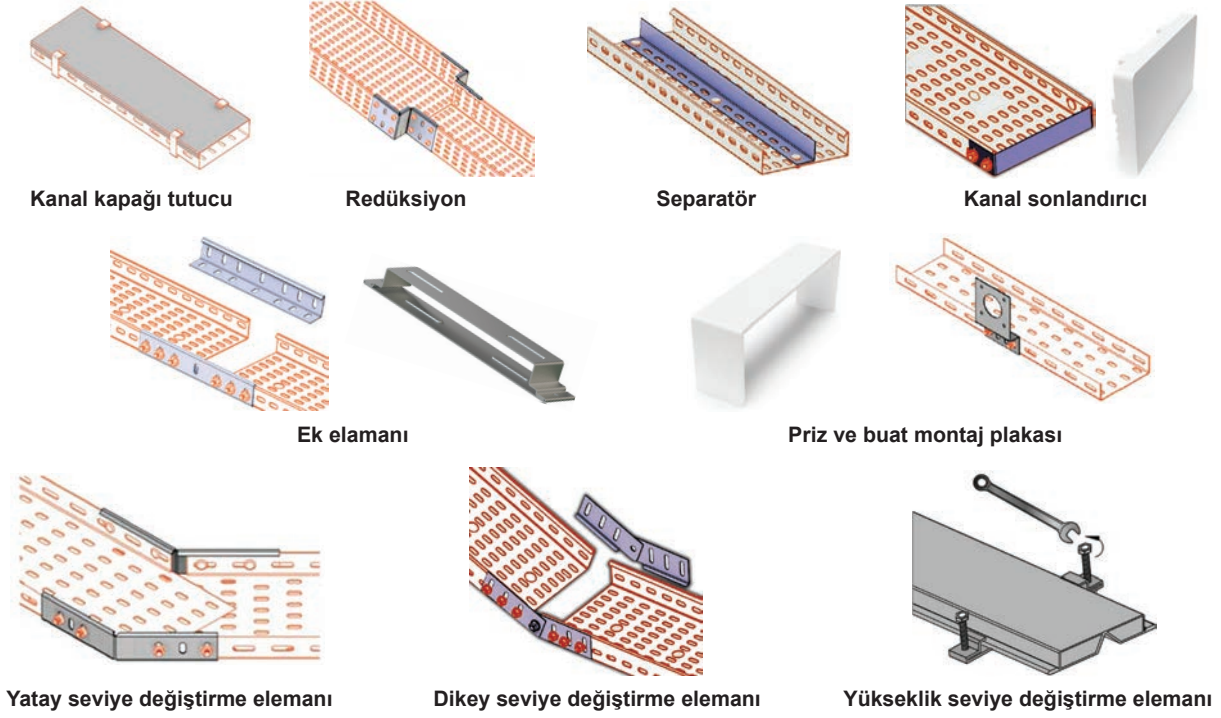 Kanal kapağı tutucu
Redüksiyon
Separatör
Kanal sonlandırıcı
Ek elamanı
Priz ve buat montaj plakası
Yatay seviye değiştirme elemanı
Dikey seviye değiştirme elemanı
Yükseklik seviye değiştirme elemanı